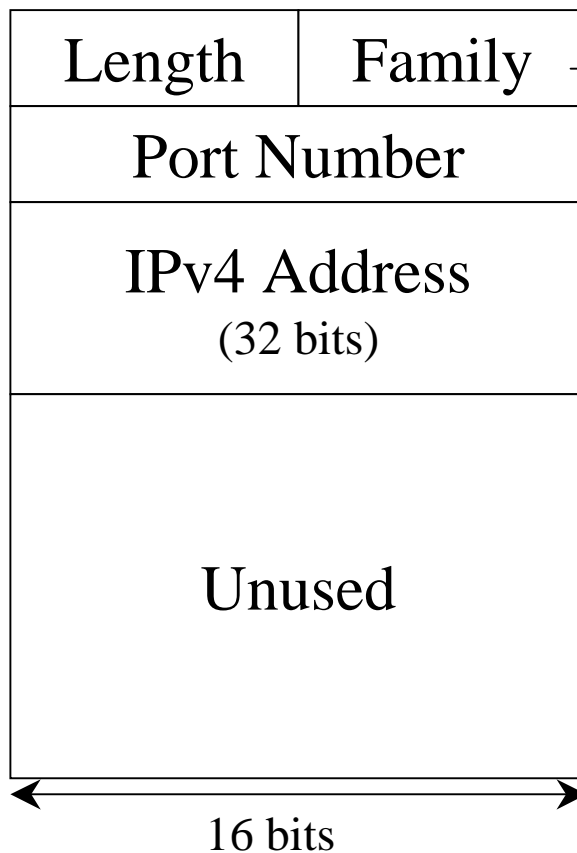 Length Family
Port Number
IPv4 Address
(32 bits)
Unused
16 bits